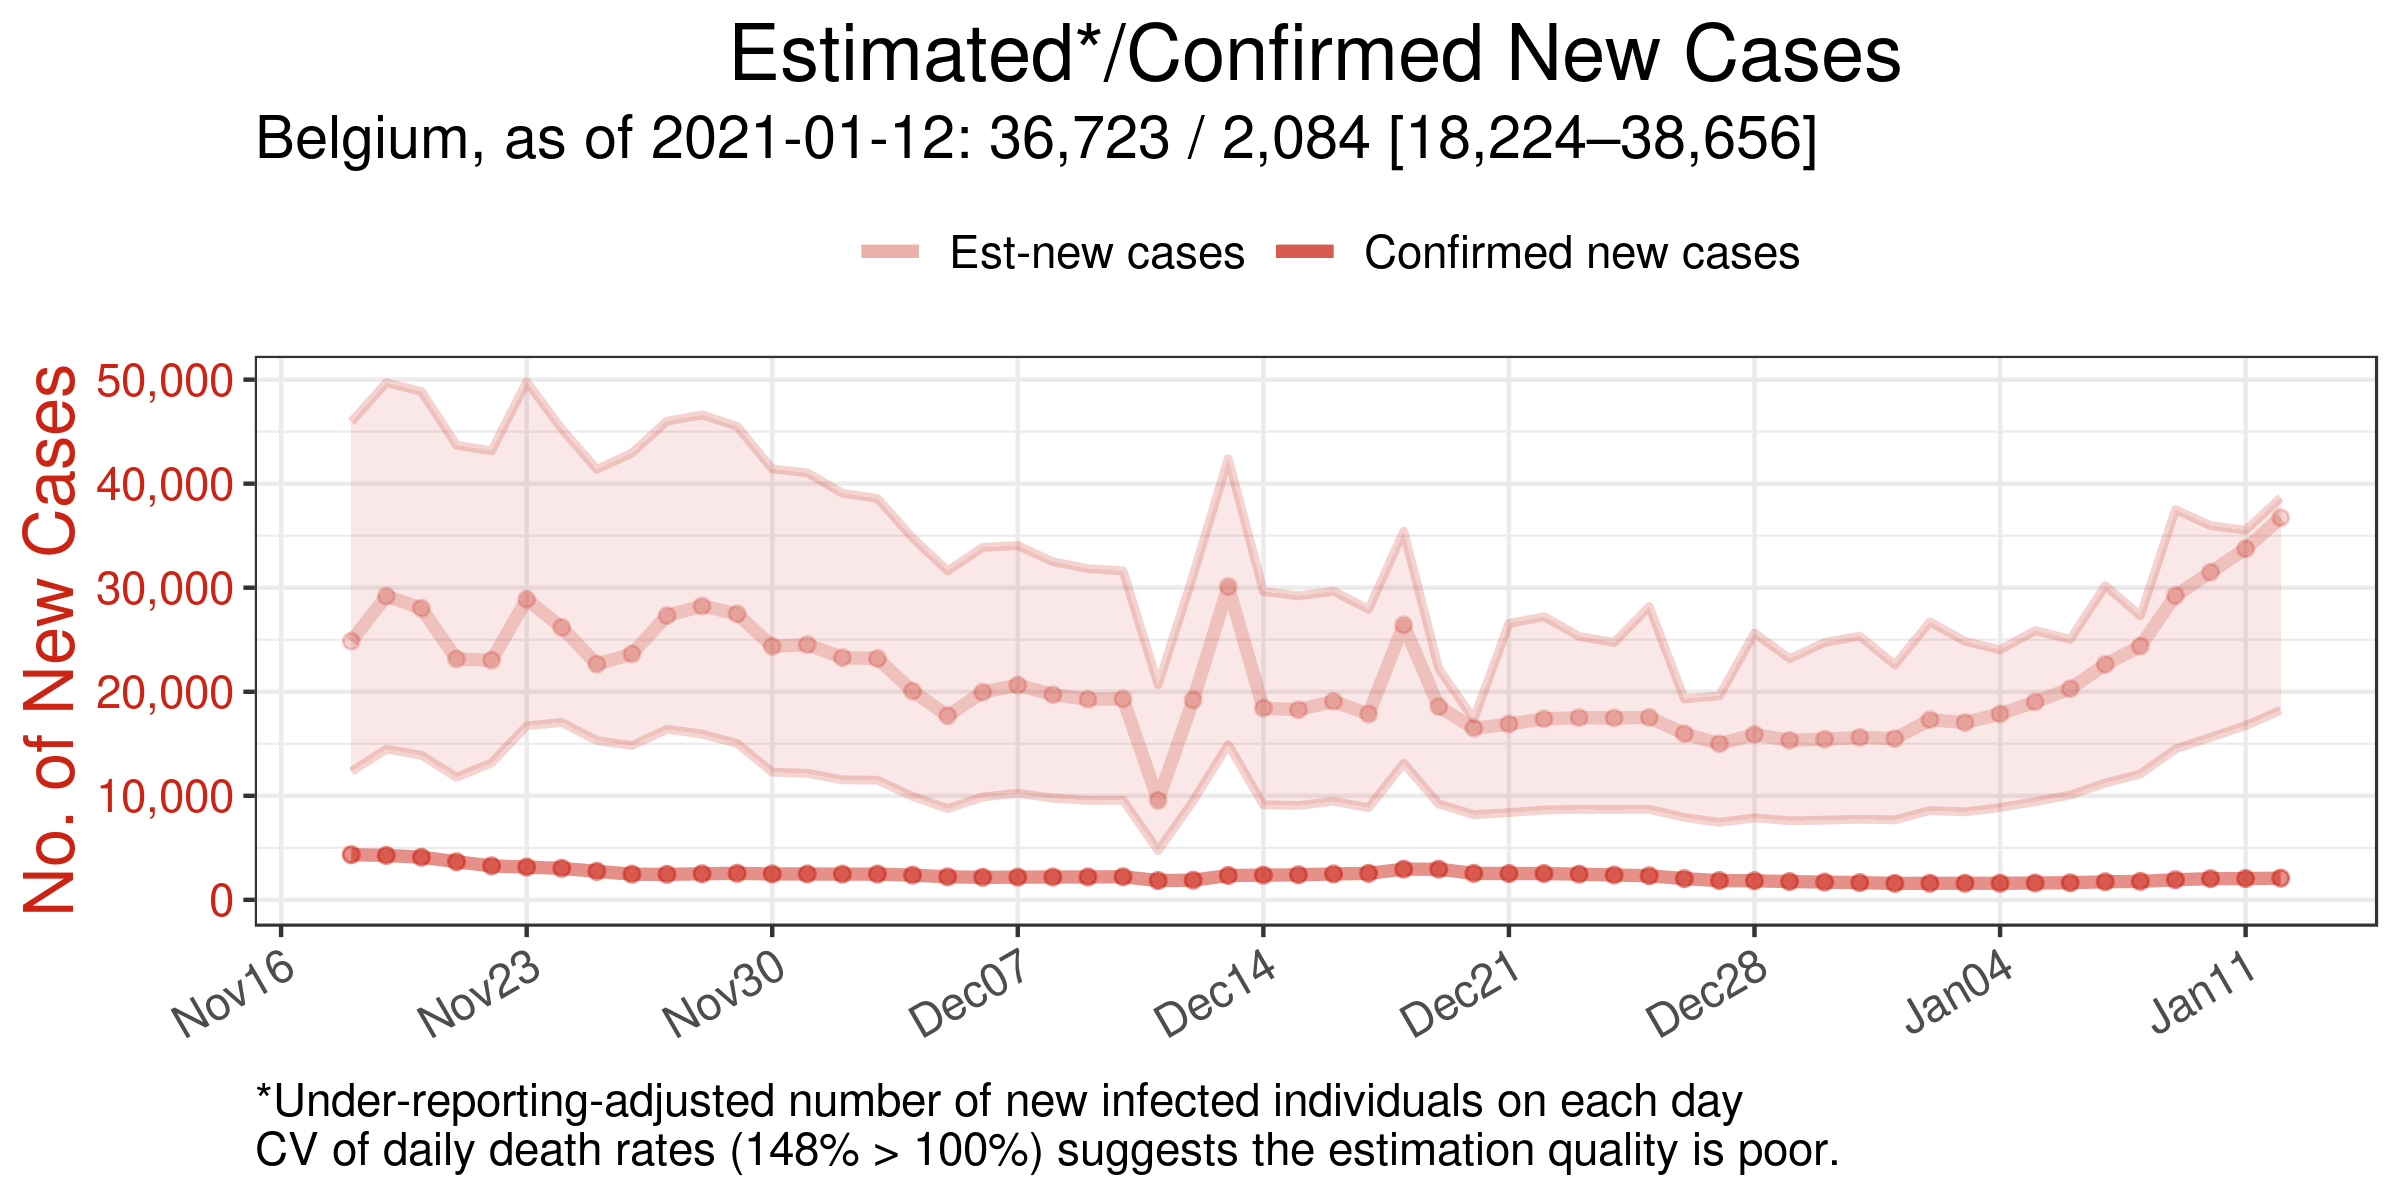 Estimated*/Confirmed New Cases
Belgium, as of 2021-01-12: 36,723 / 2,084 [18,224–38,656]
Est-new cases
Confirmed new cases
No. of New Cases
50,000
40,000
30,000
20,000
10,000
0
Nov16
Nov23
Nov30
Dec07
Dec14
Dec21
Dec28
Jan04
Jan11
*Under-reporting-adjusted number of new infected individuals on each day
CV of daily death rates (148% > 100%) suggests the estimation quality is poor.